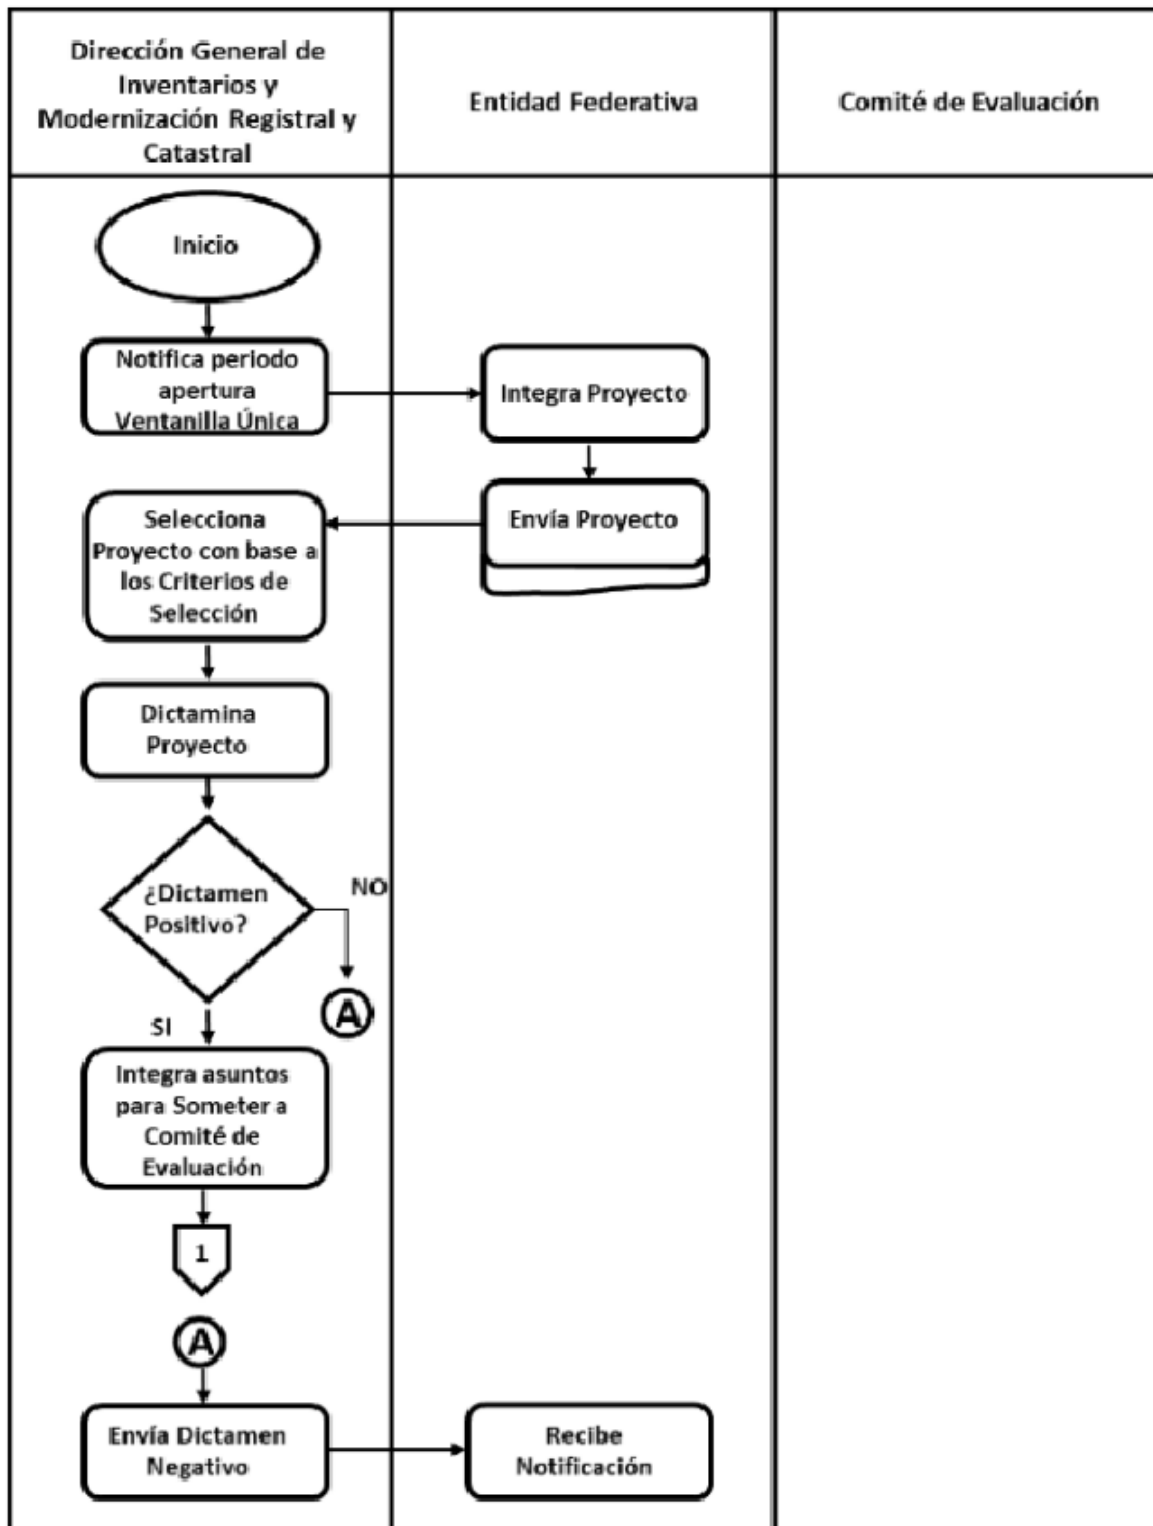 Dirección General de
Inventarios y
Modernización Registral y
Catastral
Entidad Federativa
Comité de Evaluación
Inicio
Notifica periodo
apertura
Ventanilla Única
Integra Proyecto
Envía Proyecto
Selecciona
Proyecto con base a
los Criterios de
Selección
Dictamina
Proyecto
¿Dictamen
Positivo?
NO
A
SI
Integra asuntos
para Someter a
Comité de
Evaluación
1
A
Envía Dictamen
Negativo
Recibe
Notificación